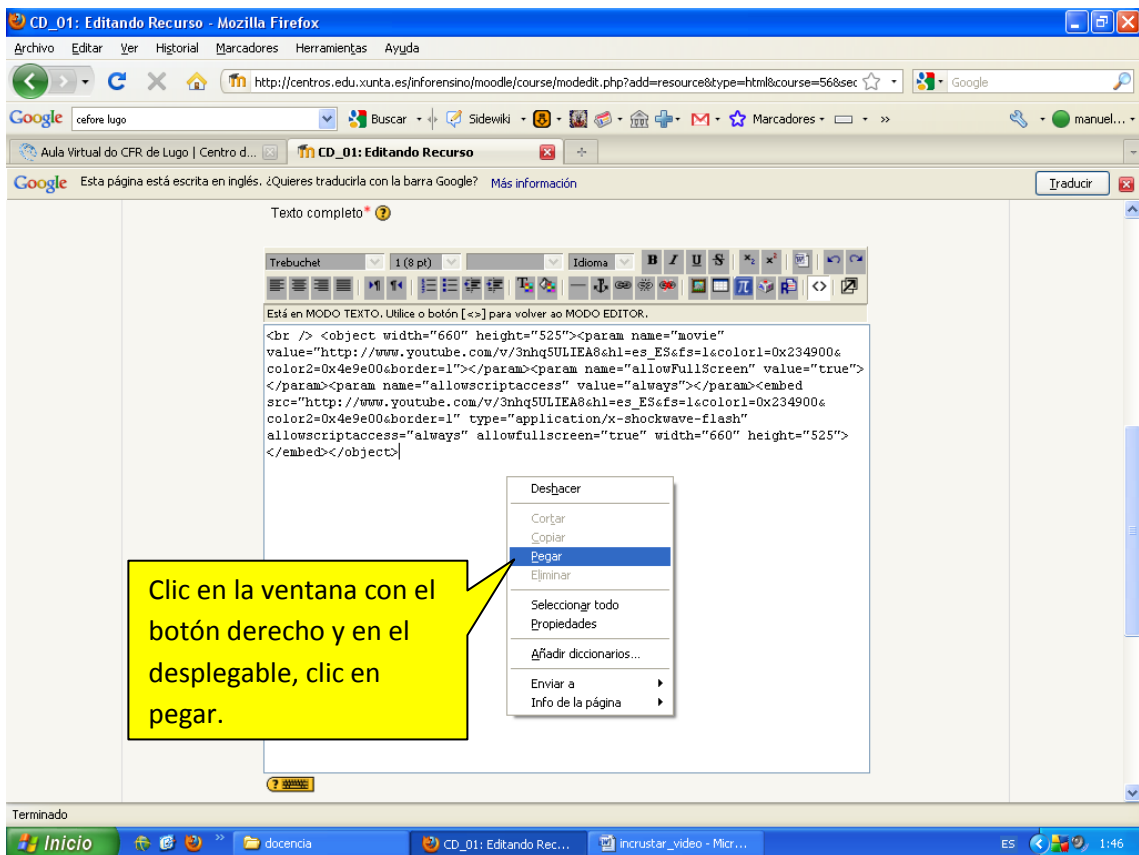 CD_01: Editando Recurso - Mozilla Firefox
Archivo Editar Ver Historial Marcadores Herramientas Ayuda
http://centros.edu.xunta.es/inforensino/moodle/course/modedit.php?add=resource&type=html&course=56&sec Google
Google cefore lugo Buscar Sidewiki Marcadores » manuel...
Aula Virtual do CFR de Lugo | Centro d... CD_01: Editando Recurso
Google Esta página está escrita en inglés. ¿Quieres traducirla con la barra Google? Más información Traducir
Texto completo*
Trebuchet 1 (8 pt) Idioma B I U S
Está en MODO TEXTO. Utilice o botón [<>] para volver ao MODO EDITOR.
<br /> <object width="660" height="525"><param name="movie"
value="http://www.youtube.com/v/3nhq5ULIEA8&hl=es_ES&fs=1&color1=0x234900&
color2=0x4e9e00&border=1"></param><param name="allowFullScreen" value="true">
</param><param name="allowscriptaccess" value="always"></param><embed
src="http://www.youtube.com/v/3nhq5ULIEA8&hl=es_ES&fs=1&color1=0x234900&
color2=0x4e9e00&border=1" type="application/x-shockwave-flash"
allowscriptaccess="always" allowfullscreen="true" width="660" height="525">
</embed></object>
Deshacer
Cortar
Copiar
Pegar
Eliminar
Seleccionar todo
Propiedades
Añadir diccionarios...
Enviar a
Info de la página
Clic en la ventana con el
botón derecho y en el
desplegable, clic en
pegar.
Terminado
Inicio » docencia CD_01: Editando Rec... incrustar_video - Micr... ES 1:46